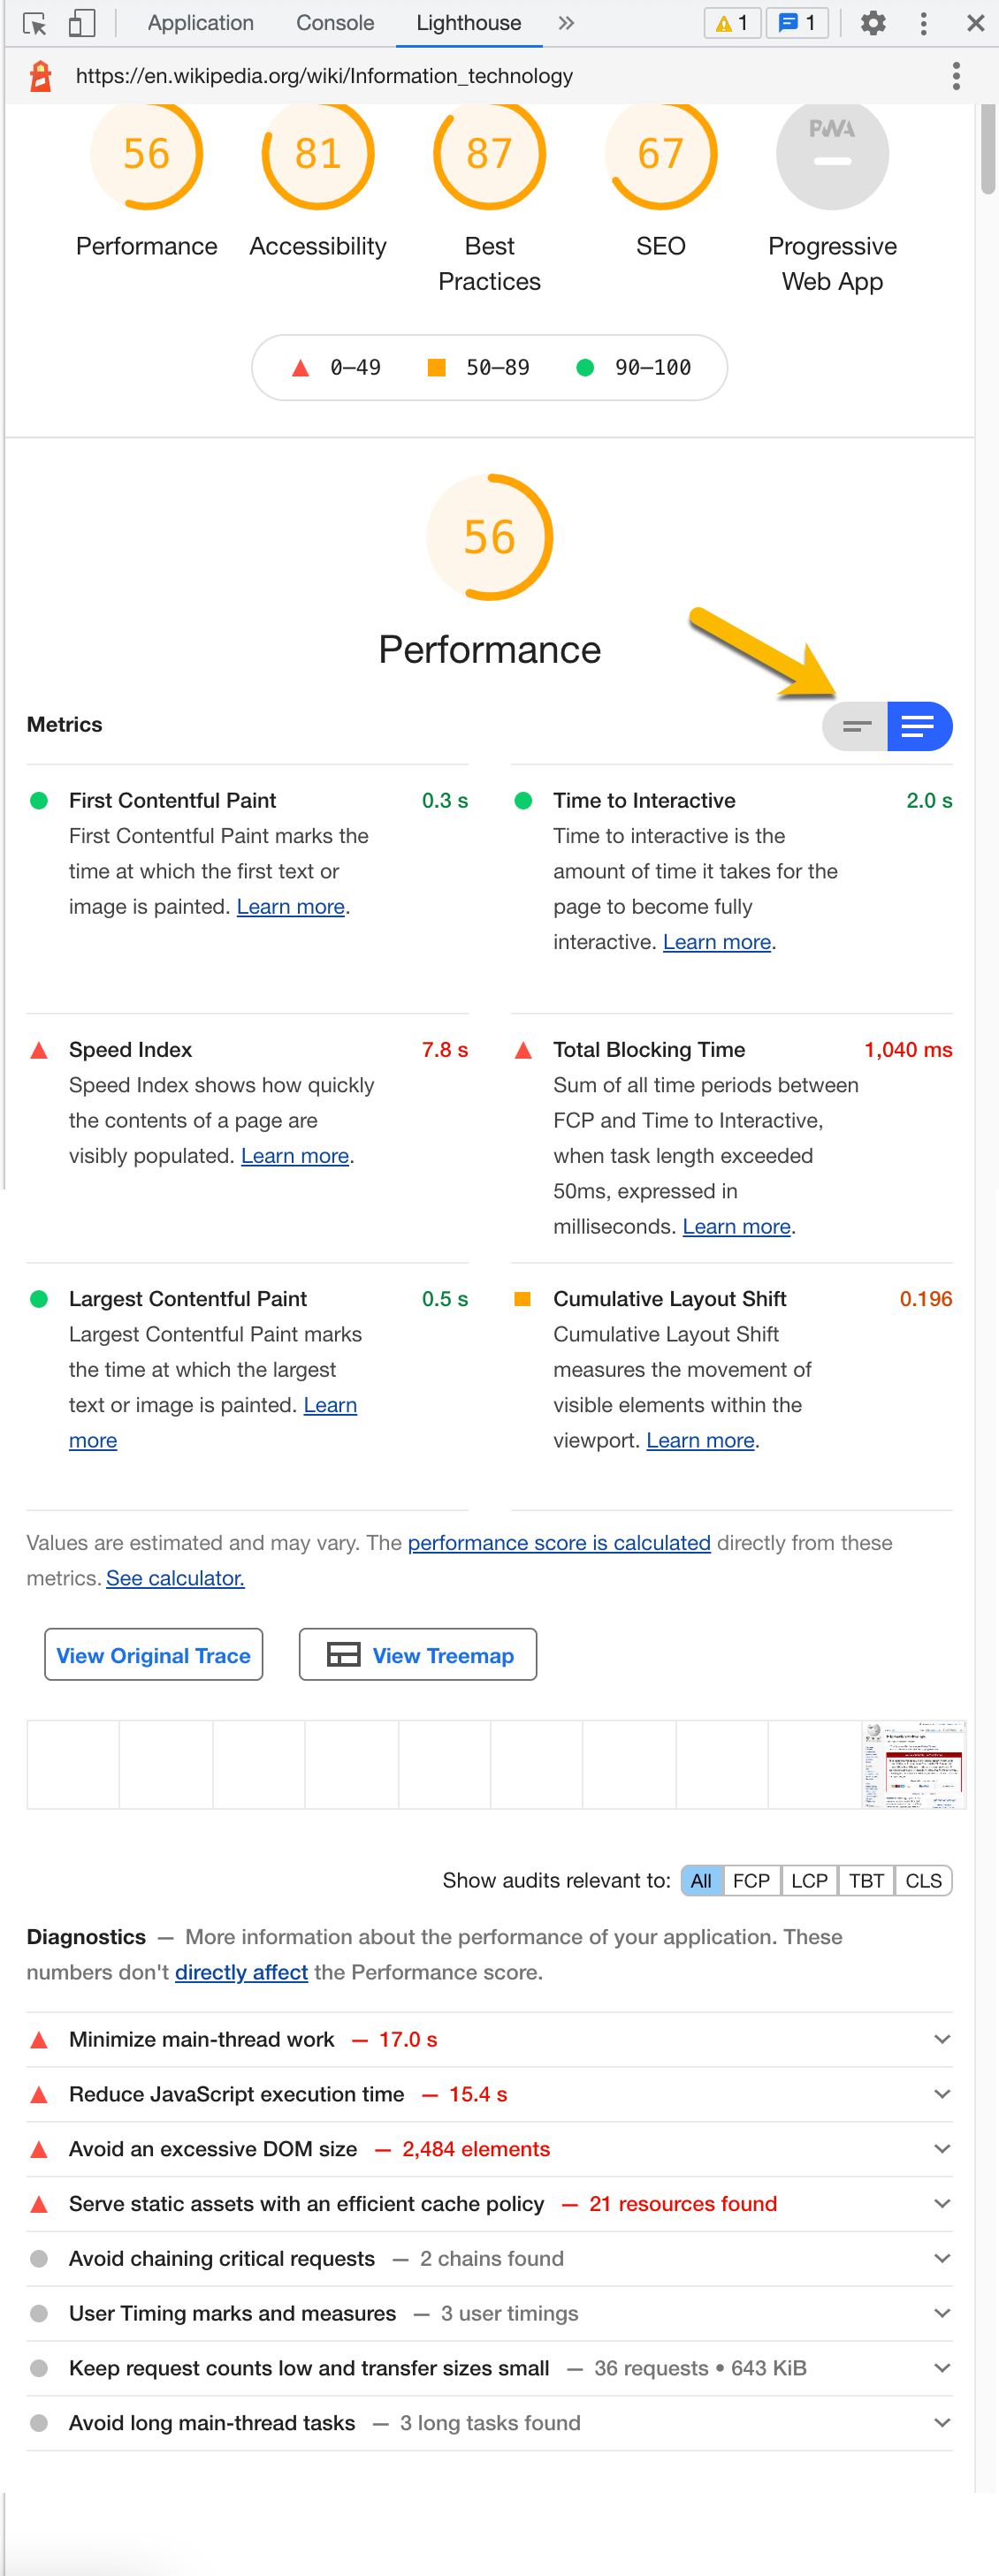 Application Console Lighthouse 1 1
https://en.wikipedia.org/wiki/Information_technology
56 81 87 67 PWA
Performance Accessibility Best Practices SEO Progressive Web App
0–49 50–89 90–100
56
Performance
Metrics
First Contentful Paint 0.3 s
First Contentful Paint marks the
time at which the first text or
image is painted. Learn more.
Time to Interactive 2.0 s
Time to interactive is the
amount of time it takes for the
page to become fully
interactive. Learn more.
Speed Index 7.8 s
Speed Index shows how quickly
the contents of a page are
visibly populated. Learn more.
Total Blocking Time 1,040 ms
Sum of all time periods between
FCP and Time to Interactive,
when task length exceeded
50ms, expressed in
milliseconds. Learn more.
Largest Contentful Paint 0.5 s
Largest Contentful Paint marks
the time at which the largest
text or image is painted. Learn
more
Cumulative Layout Shift 0.196
Cumulative Layout Shift
measures the movement of
visible elements within the
viewport. Learn more.
Values are estimated and may vary. The performance score is calculated directly from these
metrics. See calculator.
View Original Trace View Treemap
Show audits relevant to: All FCP LCP TBT CLS
Diagnostics — More information about the performance of your application. These
numbers don't directly affect the Performance score.
Minimize main-thread work — 17.0 s
Reduce JavaScript execution time — 15.4 s
Avoid an excessive DOM size — 2,484 elements
Serve static assets with an efficient cache policy — 21 resources found
Avoid chaining critical requests — 2 chains found
User Timing marks and measures — 3 user timings
Keep request counts low and transfer sizes small — 36 requests • 643 KiB
Avoid long main-thread tasks — 3 long tasks found